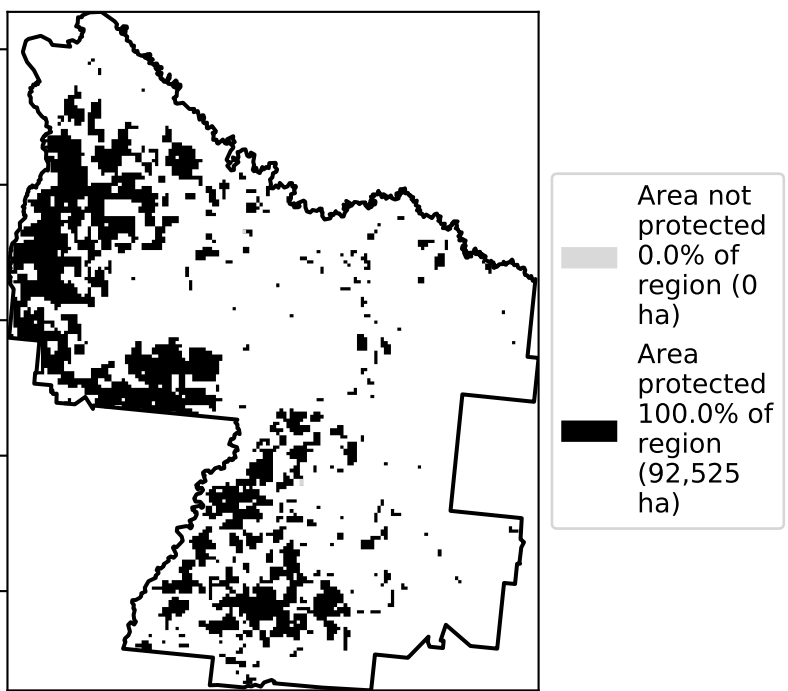 Area not
protected
0.0% of
region (0
ha)
Area
protected
100.0% of
region
(92,525
ha)